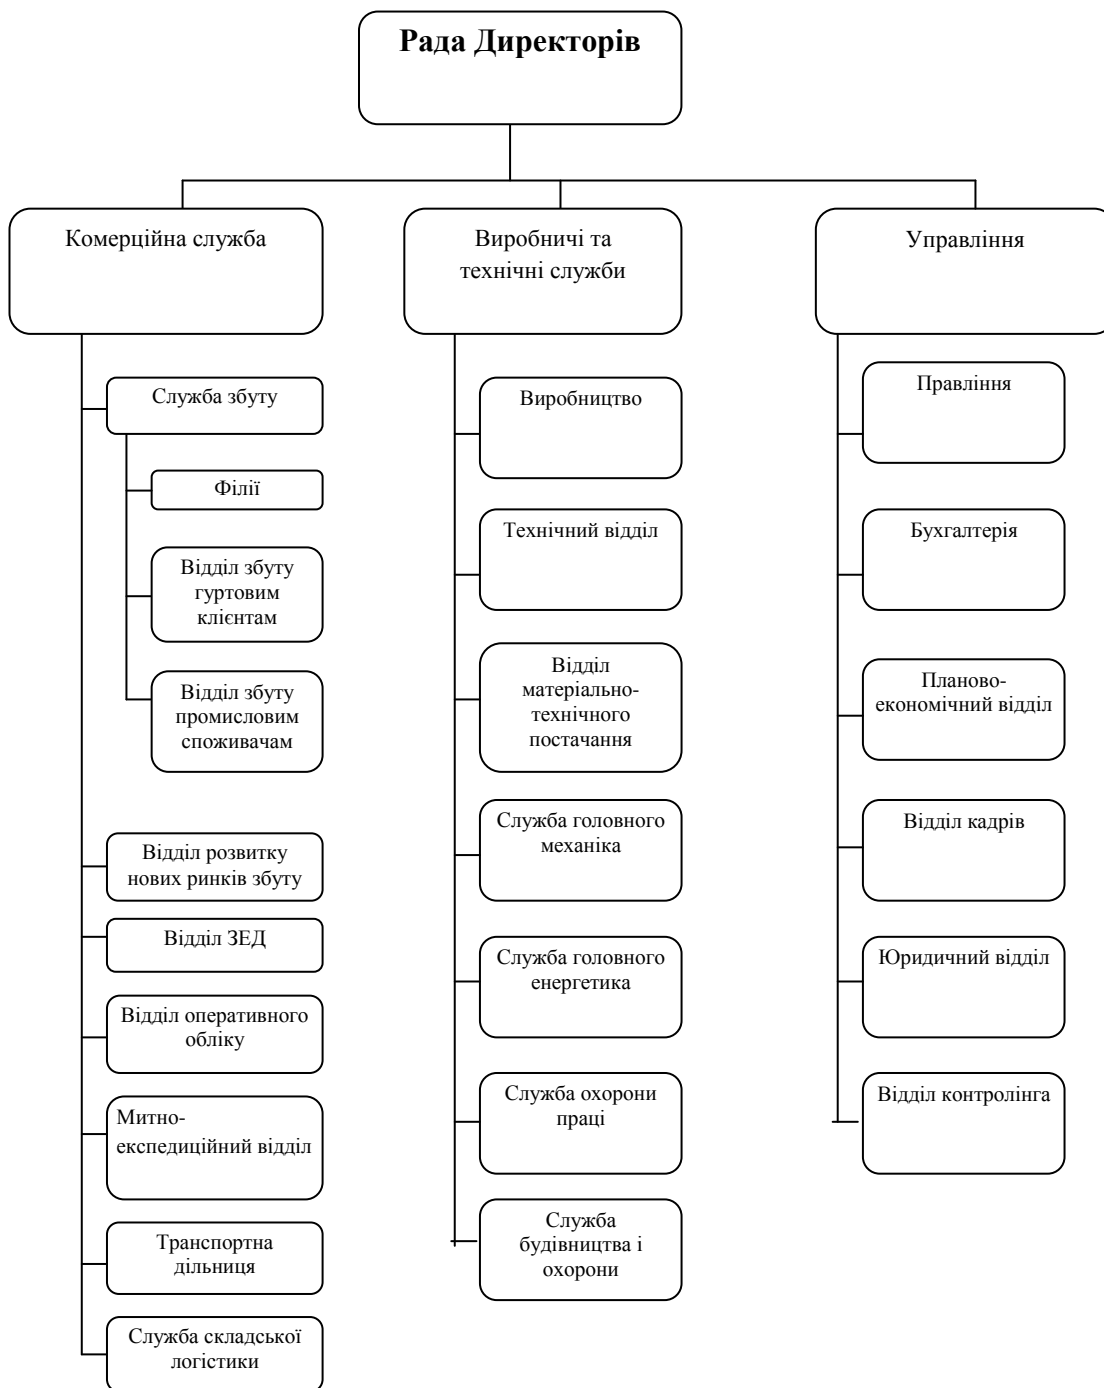 Рада Директорів
Комерційна служба
Виробничі та
технічні служби
Управління
Служба збуту
Філії
Відділ збуту
гуртовим
клієнтам
Відділ збуту
промисловим
споживачам
Відділ розвитку
нових ринків збуту
Відділ ЗЕД
Відділ оперативного
обліку
Митно-
експедиційний відділ
Транспортна
дільниця
Служба складської
логістики
Виробництво
Технічний відділ
Відділ
матеріально-
технічного
постачання
Служба головного
механіка
Служба головного
енергетика
Служба охорони
праці
Служба
будівництва і
охорони
Правління
Бухгалтерія
Планово-
економічний відділ
Відділ кадрів
Юридичний відділ
Відділ контролінга